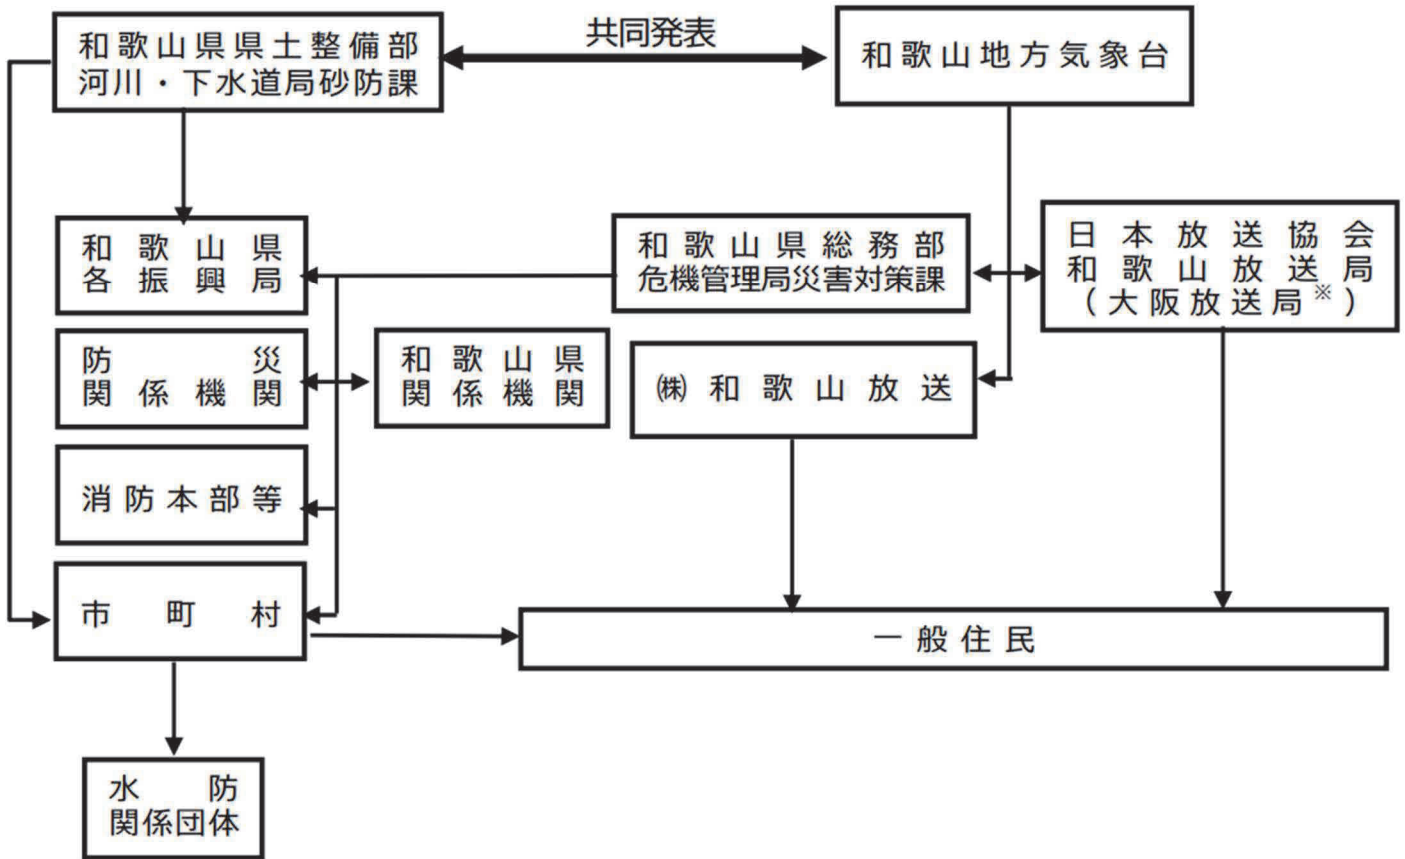 共同発表
和歌山県県土整備部
河川・下水道局砂防課
和歌山地方気象台
和歌山県
各振興局
和歌山県総務部
危機管理局災害対策課
日本放送協会
和歌山放送局
(大阪放送局※)
防災
関係機関
和歌山県
関係機関
㈱和歌山放送
消防本部等
市町村
一般住民
水防
関係団体